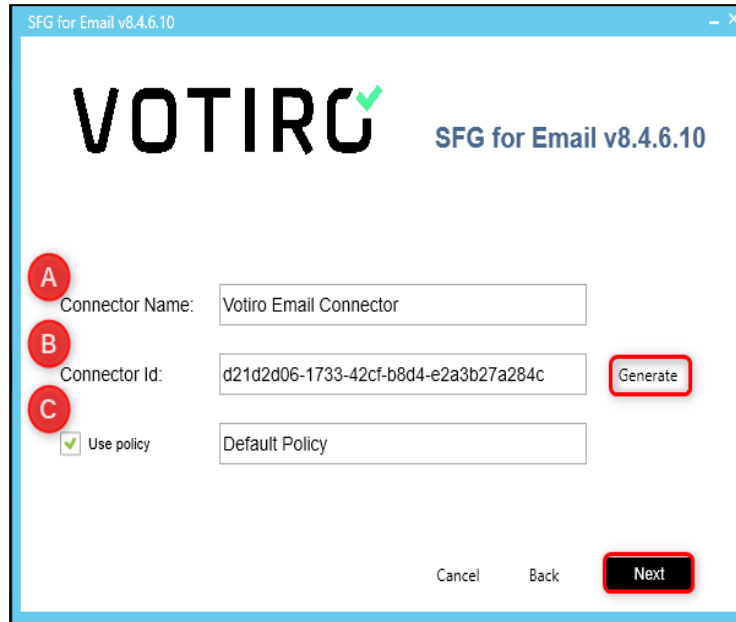 SFG for Email v8.4.6.10
VOTIRO
SFG for Email v8.4.6.10
A
Connector Name: Votiro Email Connector
B
Connector Id: d21d2d06-1733-42cf-b8d4-e2a3b27a284c Generate
C
Use policy Default Policy
Cancel Back Next